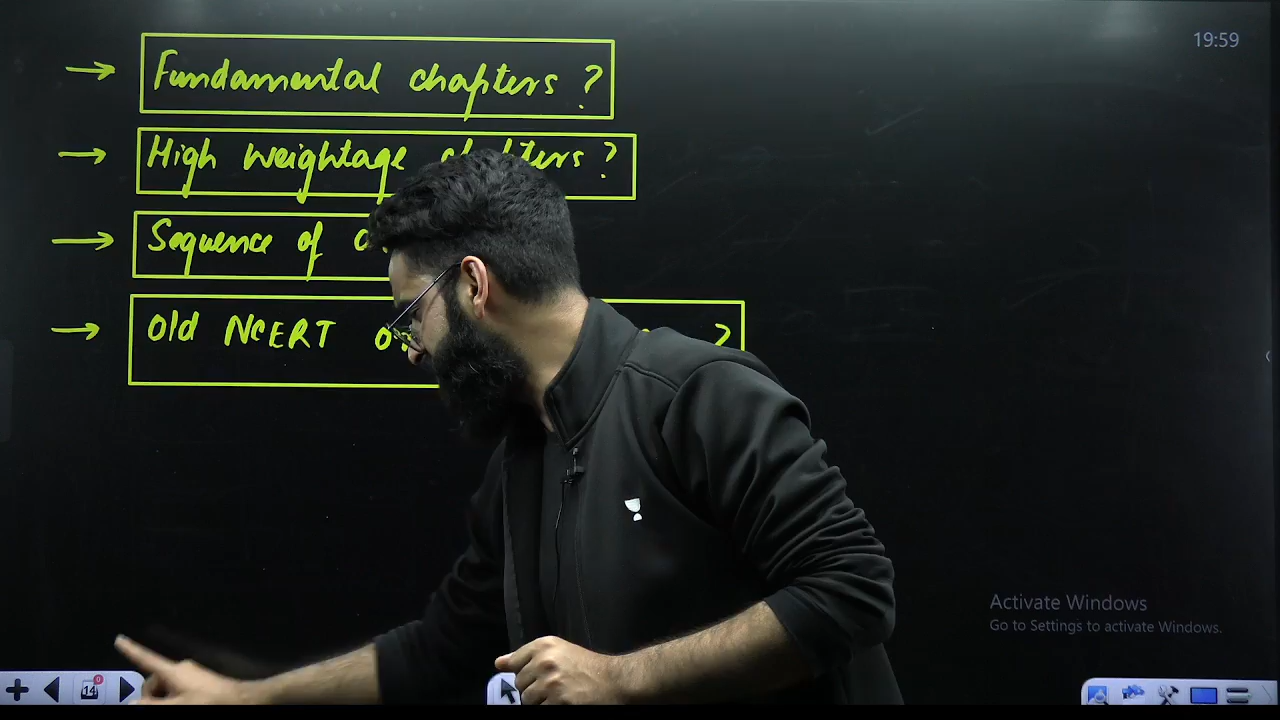 19:59
→ Fundamental chapters ?
→ High weightage ?
→ Sequence of
→ Old NCERT ?
Activate Windows
Go to Settings to activate Windows.
14